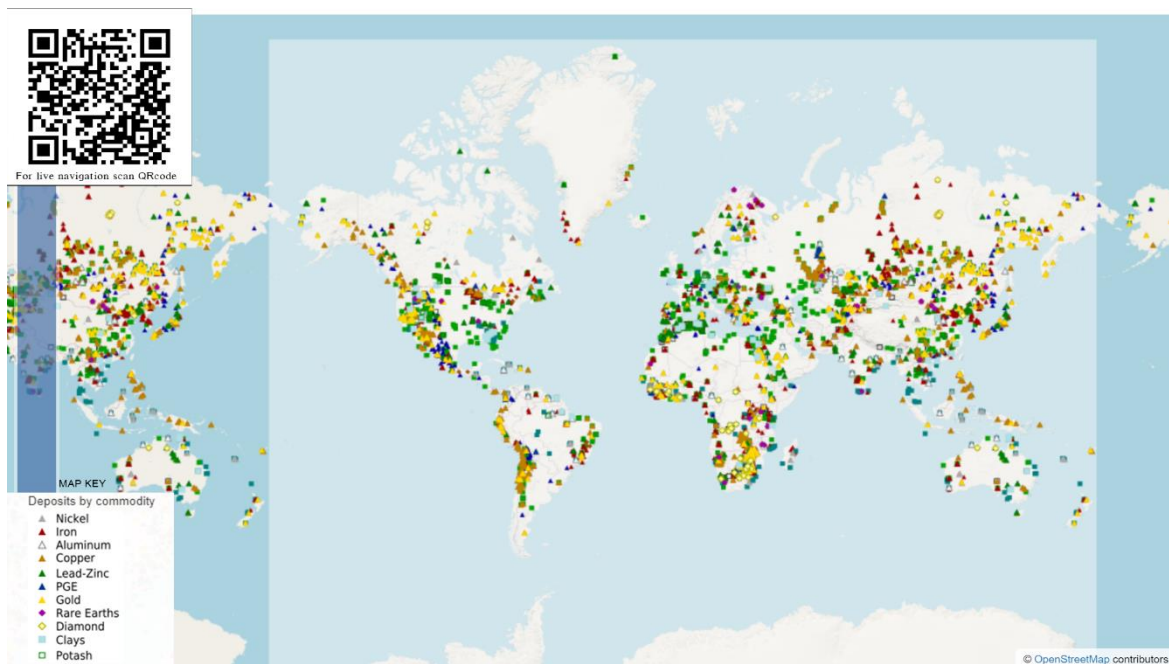 For live navigation scan QRcode
MAP KEY
Deposits by commodity
Nickel
Iron
Aluminum
Copper
Lead-Zinc
PGE
Gold
Rare Earths
Diamond
Clays
Potash
© OpenStreetMap contributors